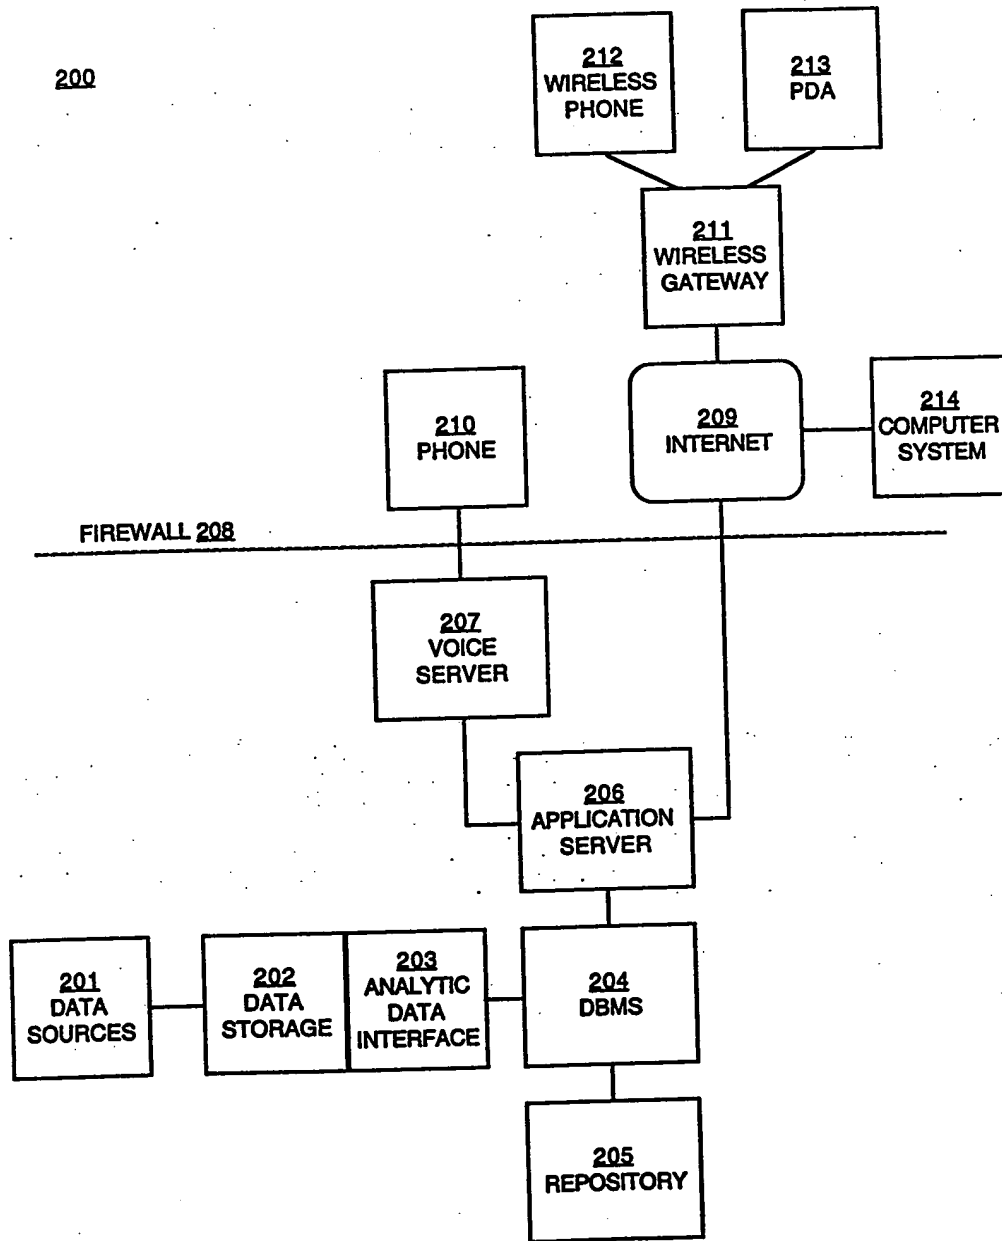 200
212
WIRELESS
PHONE
213
PDA
211
WIRELESS
GATEWAY
210
PHONE
209
INTERNET
214
COMPUTER
SYSTEM
FIREWALL 208
207
VOICE
SERVER
206
APPLICATION
SERVER
201
DATA
SOURCES
202
DATA
STORAGE
203
ANALYTIC
DATA
INTERFACE
204
DBMS
205
REPOSITORY